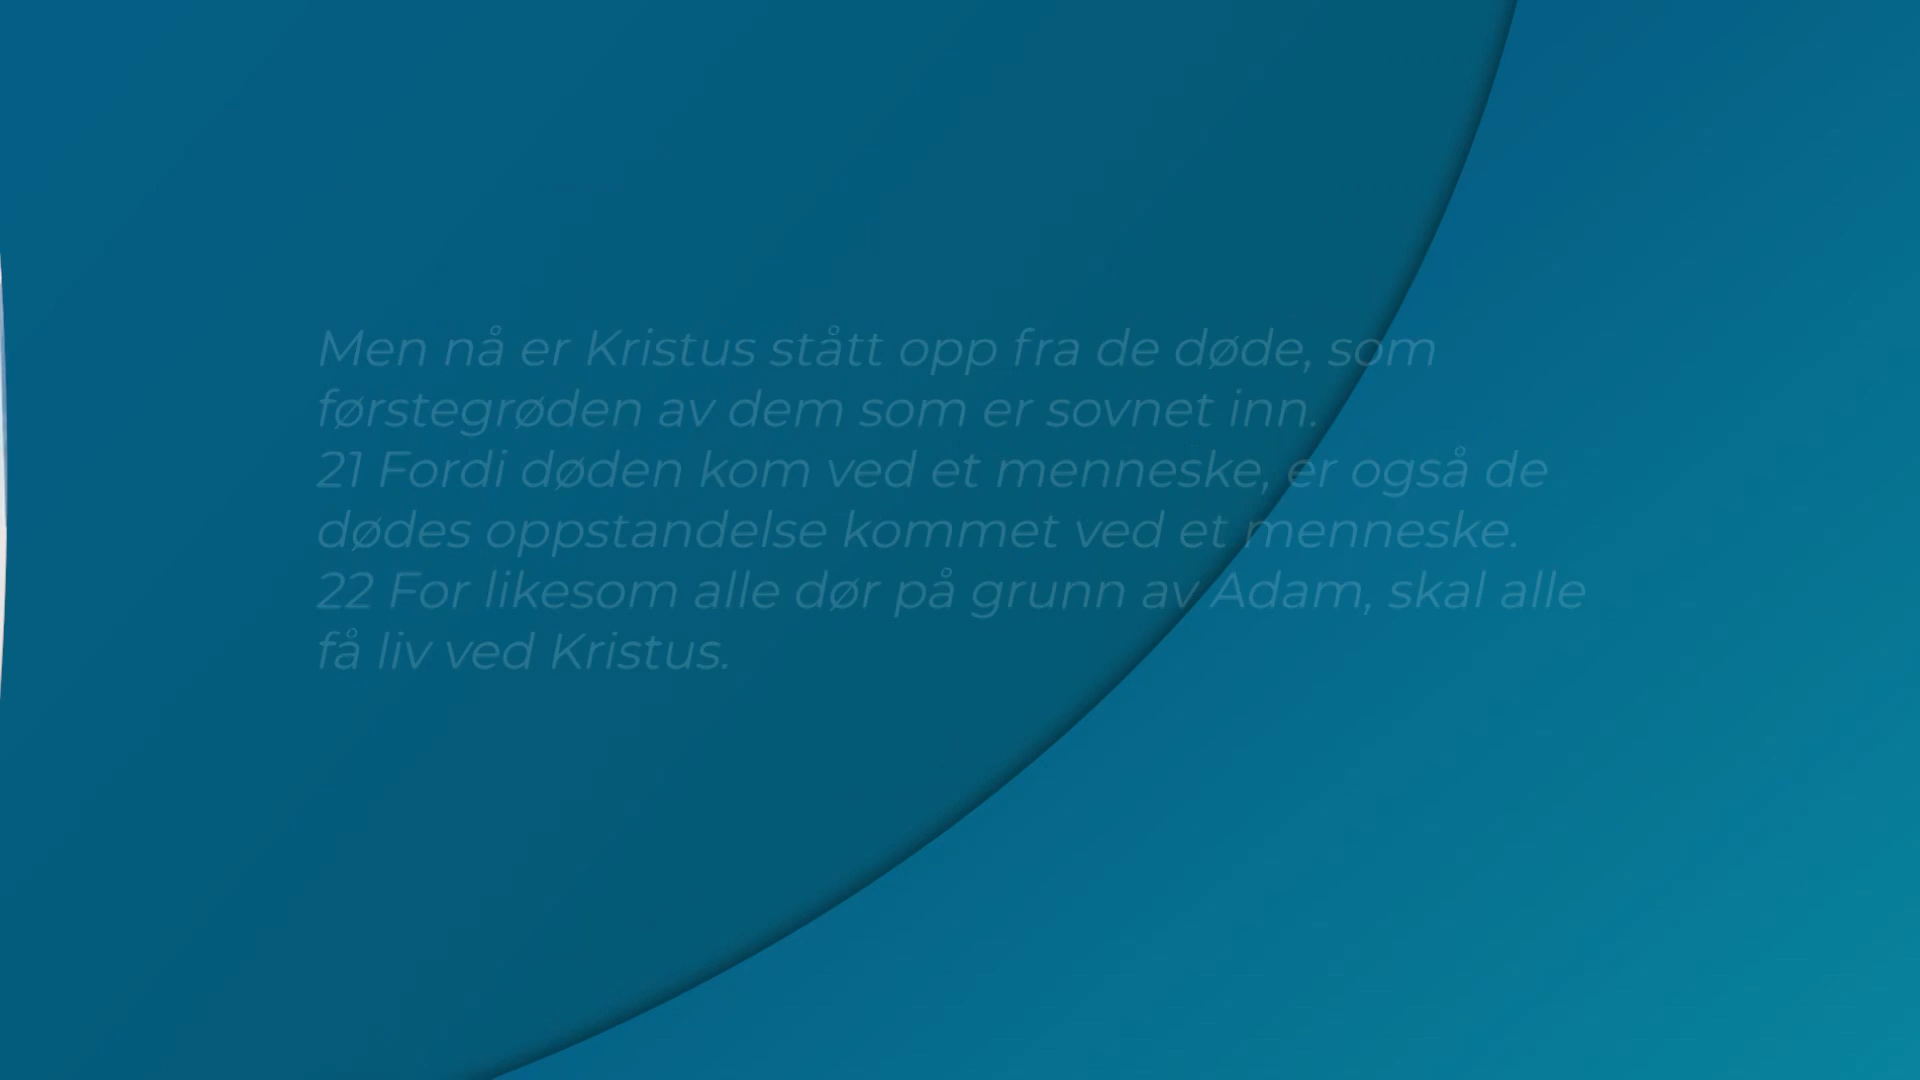 Men nå er Kristus stått opp fra de døde, som
førstegrøden av dem som er sovnet inn.
21 Fordi døden kom ved et menneske, er også de
dødes oppstandelse kommet ved et menneske.
22 For likesom alle dør på grunn av Adam, skal alle
få liv ved Kristus.